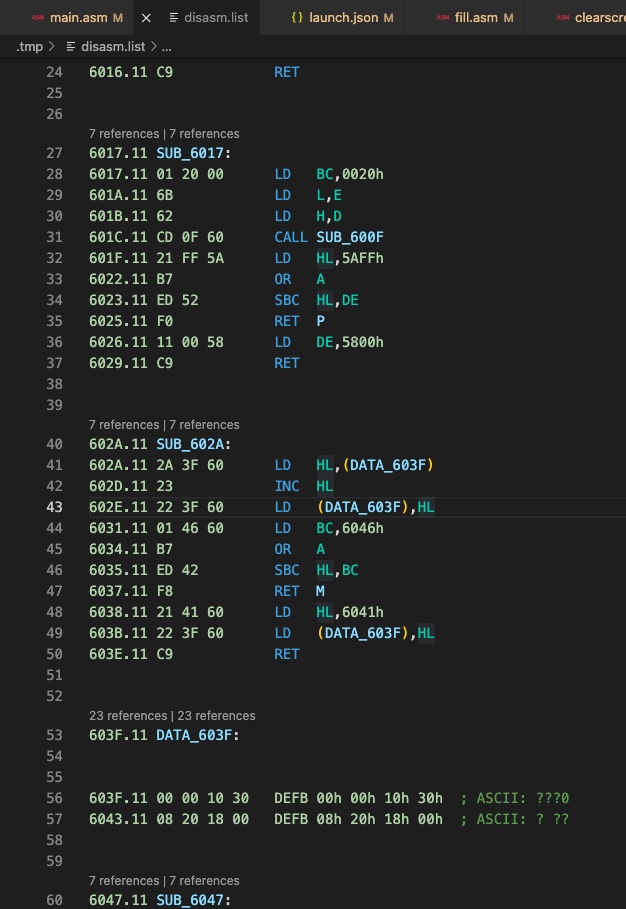 ASM main.asm M × disasm.list {} launch.json M ASM fill.asm M ASM clearscre
.tmp > disasm.list > ...
24 6016.11 C9 RET
25
26
7 references | 7 references
27 6017.11 SUB_6017:
28 6017.11 01 20 00 LD BC,0020h
29 601A.11 6B LD L,E
30 601B.11 62 LD H,D
31 601C.11 CD 0F 60 CALL SUB_600F
32 601F.11 21 FF 5A LD HL,5AFFh
33 6022.11 B7 OR A
34 6023.11 ED 52 SBC HL,DE
35 6025.11 F0 RET P
36 6026.11 11 00 58 LD DE,5800h
37 6029.11 C9 RET
38
39
7 references | 7 references
40 602A.11 SUB_602A:
41 602A.11 2A 3F 60 LD HL,(DATA_603F)
42 602D.11 23 INC HL
43 602E.11 22 3F 60 LD (DATA_603F),HL
44 6031.11 01 46 60 LD BC,6046h
45 6034.11 B7 OR A
46 6035.11 ED 42 SBC HL,BC
47 6037.11 F8 RET M
48 6038.11 21 41 60 LD HL,6041h
49 603B.11 22 3F 60 LD (DATA_603F),HL
50 603E.11 C9 RET
51
52
23 references | 23 references
53 603F.11 DATA_603F:
54
55
56 603F.11 00 00 10 30 DEFB 00h 00h 10h 30h ; ASCII: ???0
57 6043.11 08 20 18 00 DEFB 08h 20h 18h 00h ; ASCII: ? ??
58
59
7 references | 7 references
60 6047.11 SUB_6047: